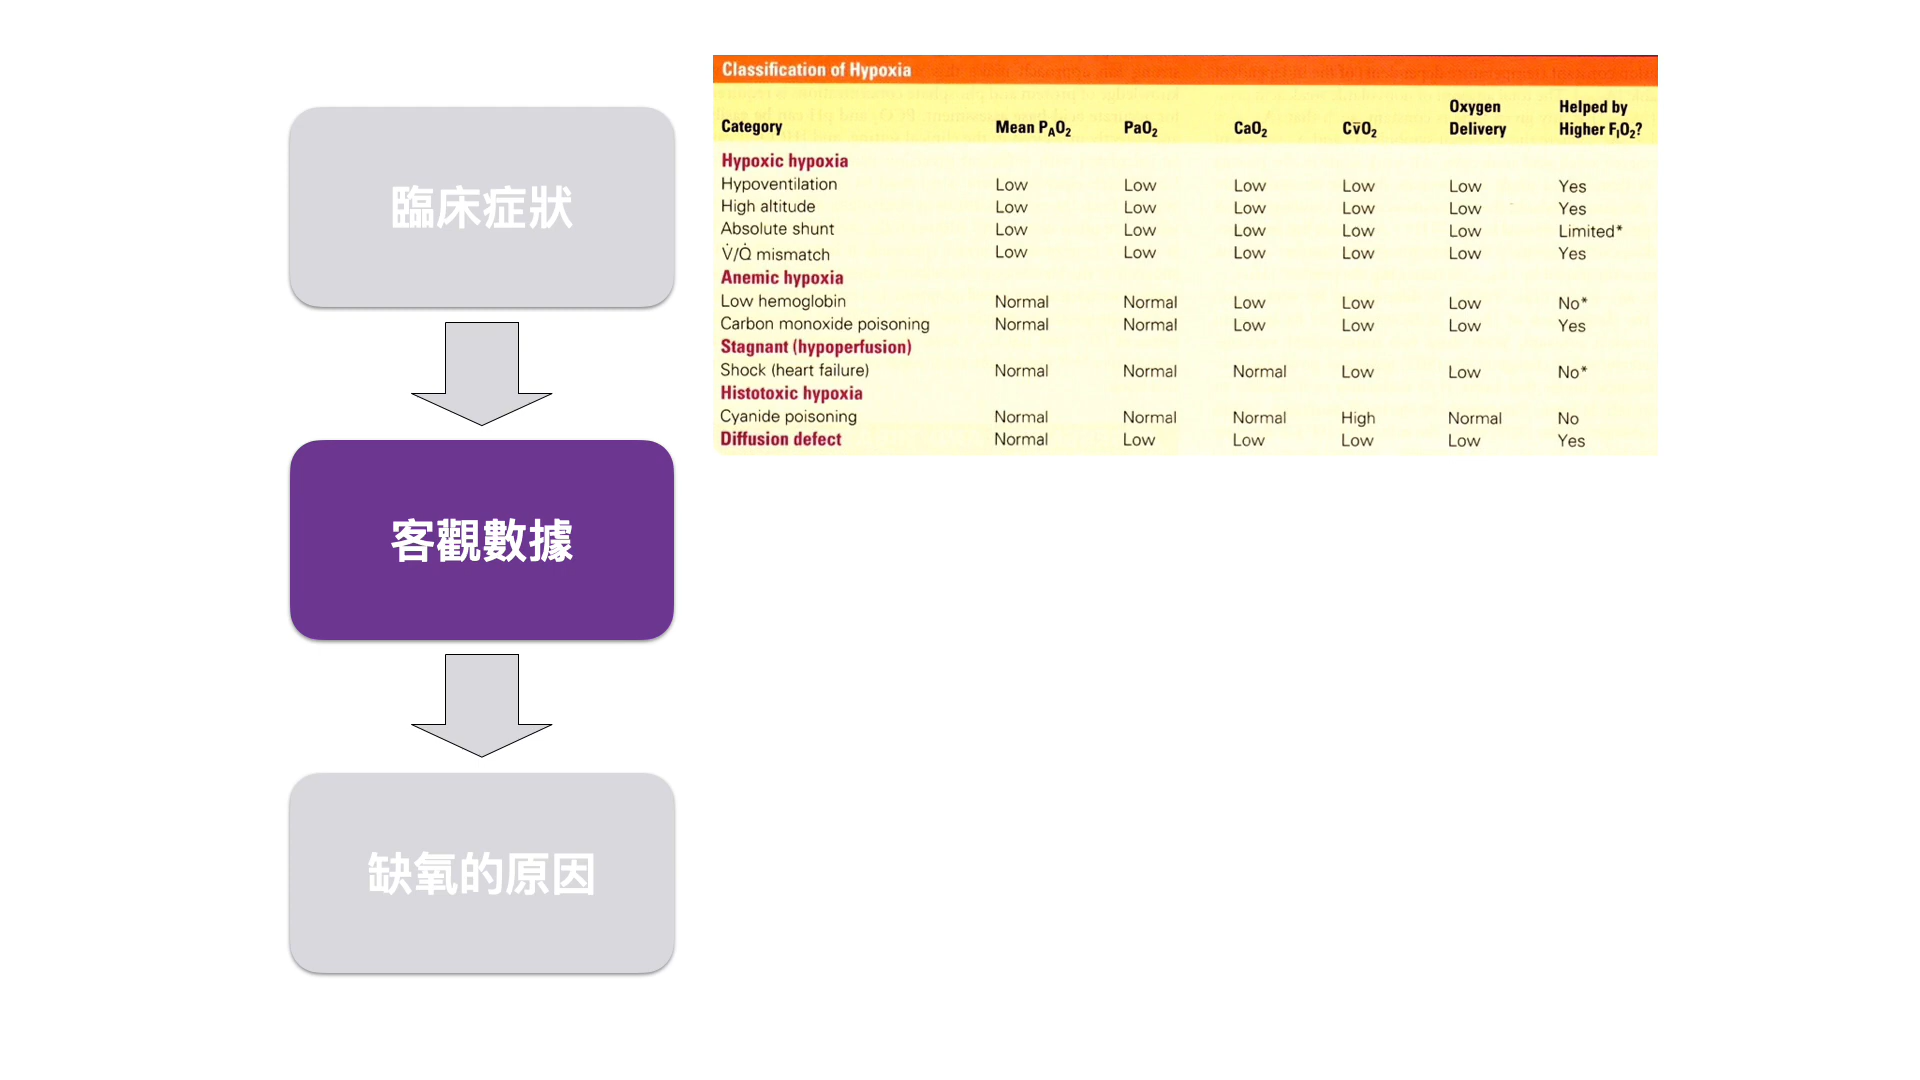 臨床症狀
客觀數據
缺氧的原因
Classification of Hypoxia
Category Mean PAO2 PaO2 CaO2 Cv̄O2 Oxygen Delivery Helped by Higher FIO2?
Hypoxic hypoxia
Hypoventilation Low Low Low Low Low Yes
High altitude Low Low Low Low Low Yes
Absolute shunt Low Low Low Low Low Limited*
V̇/Q̇ mismatch Low Low Low Low Low Yes
Anemic hypoxia
Low hemoglobin Normal Normal Low Low Low No*
Carbon monoxide poisoning Normal Normal Low Low Low Yes
Stagnant (hypoperfusion)
Shock (heart failure) Normal Normal Normal Low Low No*
Histotoxic hypoxia
Cyanide poisoning Normal Normal Normal High Normal No
Diffusion defect Normal Low Low Low Low Yes